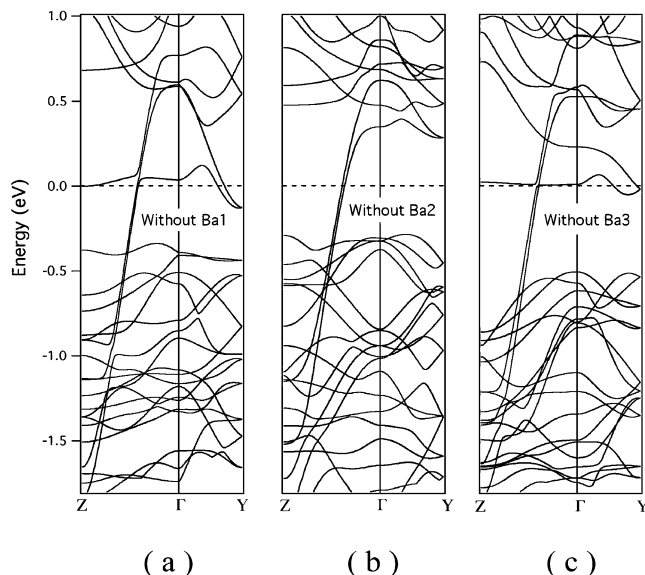 1.0
0.5
0.0
-0.5
-1.0
-1.5
Energy (eV)
Without Ba1
Without Ba2
Without Ba3
Z Γ Y
Z Γ Y
Z Γ Y
( a ) ( b ) ( c )